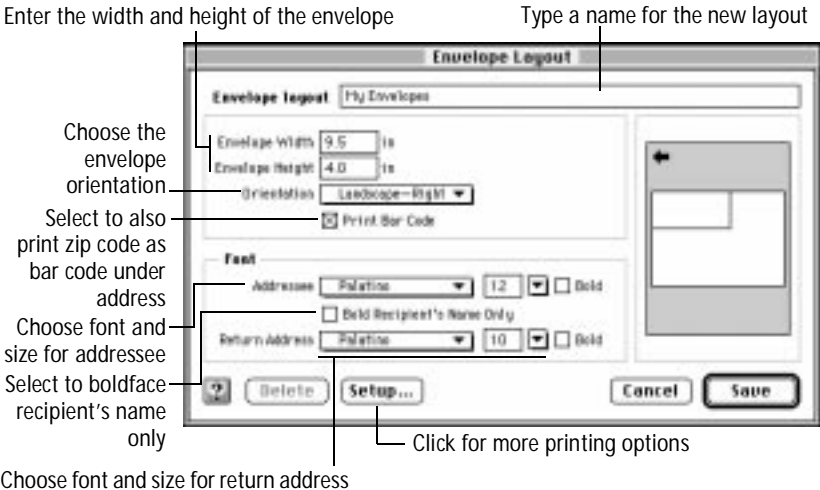 Enter the width and height of the envelope
Type a name for the new layout
Envelope Layout
Envelope layout My Envelopes
Choose the
envelope
orientation
Envelope Width 9.5 in
Envelope Height 4.0 in
Orientation Landscape—Right
Print Bar Code
Select to also
print zip code as
bar code under
address
Font
Addressee Palatino 12 Bold
Bold Recipient's Name Only
Return Address Palatino 10 Bold
Choose font and
size for addressee
Select to boldface
recipient's name
only
? Delete Setup... Cancel Save
Click for more printing options
Choose font and size for return address